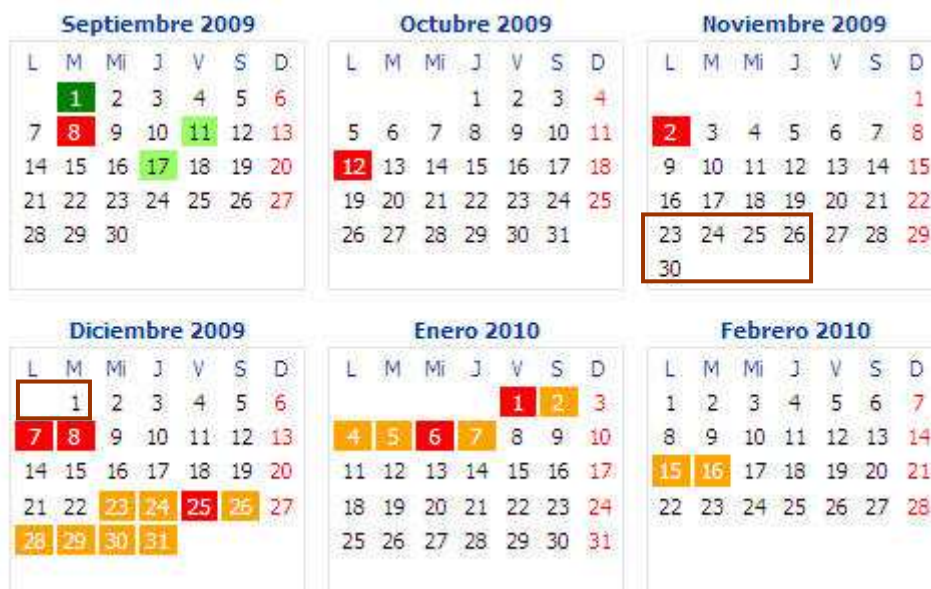 Septiembre 2009
L M Mi J V S D
1 2 3 4 5 6
7 8 9 10 11 12 13
14 15 16 17 18 19 20
21 22 23 24 25 26 27
28 29 30
Octubre 2009
L M Mi J V S D
1 2 3 4
5 6 7 8 9 10 11
12 13 14 15 16 17 18
19 20 21 22 23 24 25
26 27 28 29 30 31
Noviembre 2009
L M Mi J V S D
1
2 3 4 5 6 7 8
9 10 11 12 13 14 15
16 17 18 19 20 21 22
23 24 25 26 27 28 29
30
Diciembre 2009
L M Mi J V S D
1 2 3 4 5 6
7 8 9 10 11 12 13
14 15 16 17 18 19 20
21 22 23 24 25 26 27
28 29 30 31
Enero 2010
L M Mi J V S D
1 2 3
4 5 6 7 8 9 10
11 12 13 14 15 16 17
18 19 20 21 22 23 24
25 26 27 28 29 30 31
Febrero 2010
L M Mi J V S D
1 2 3 4 5 6 7
8 9 10 11 12 13 14
15 16 17 18 19 20 21
22 23 24 25 26 27 28